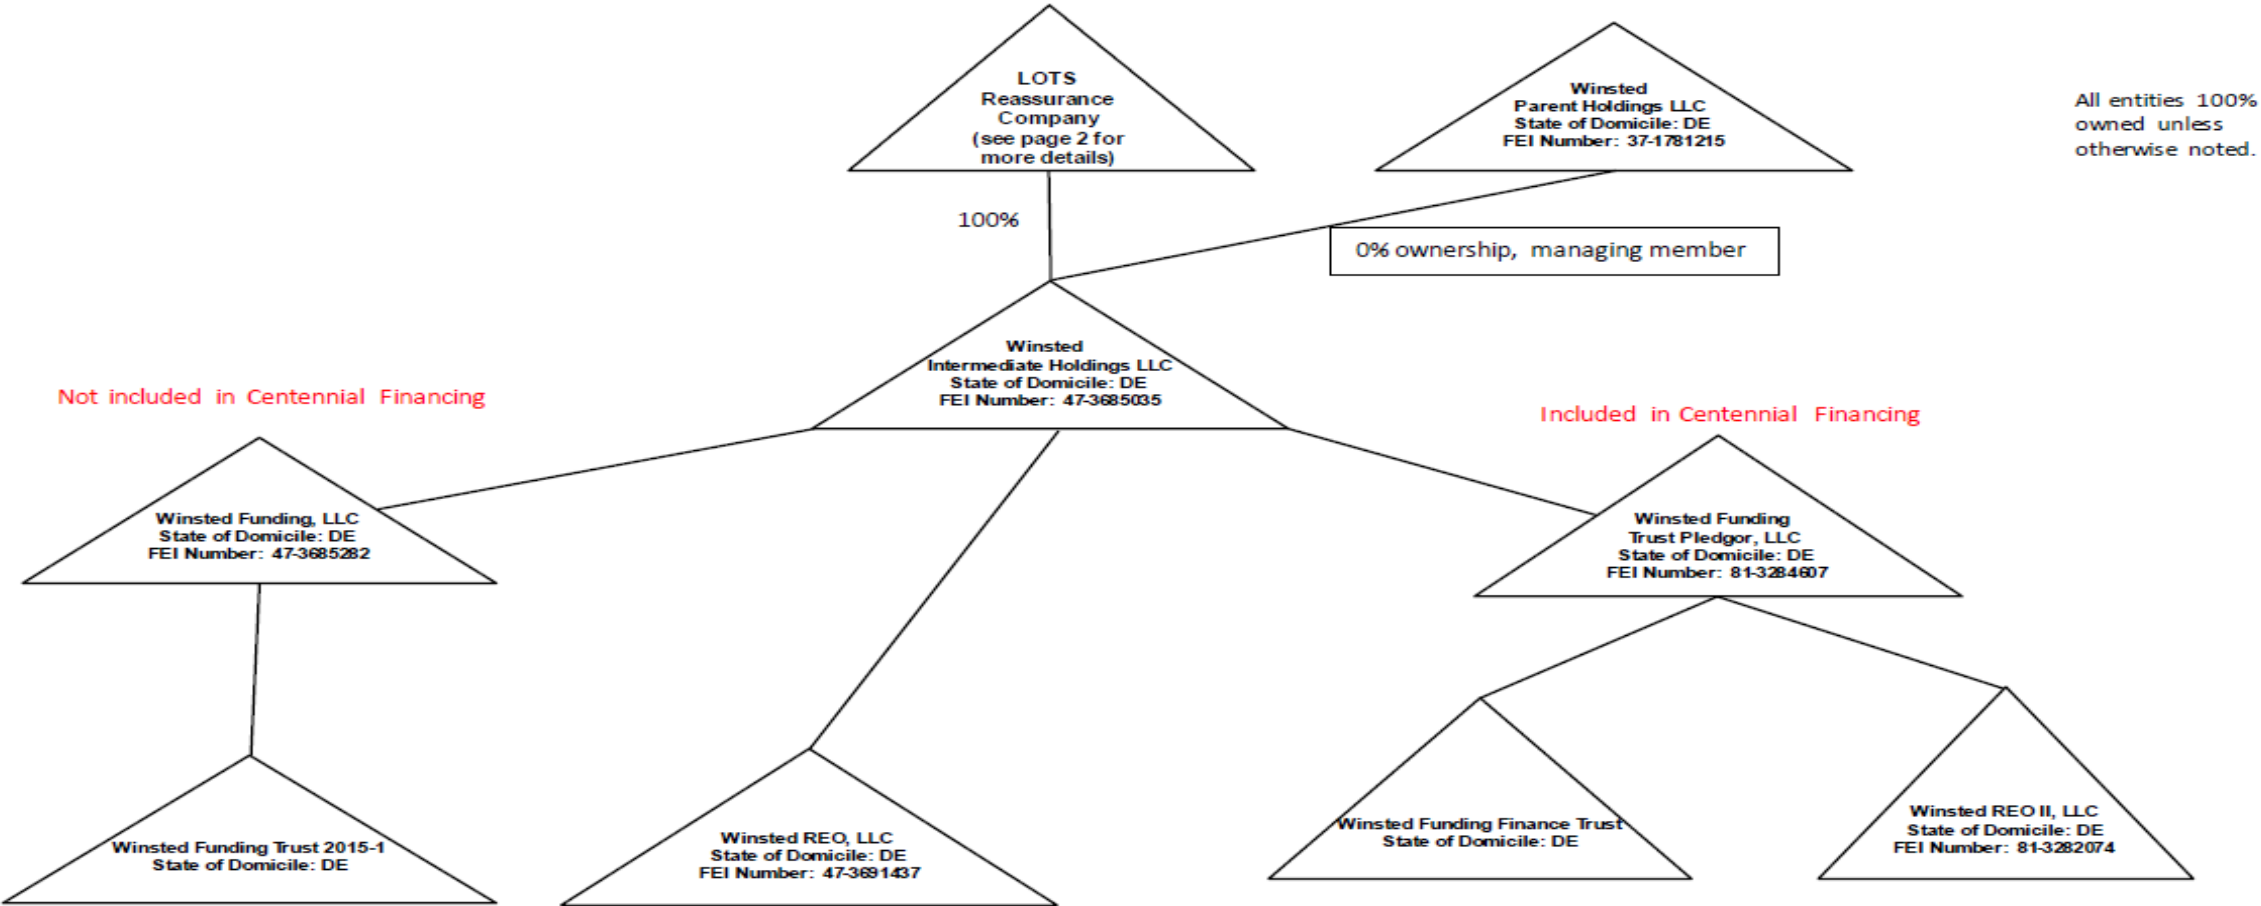 LOTS
Reassurance
Company
(see page 2 for
more details)
Winsted
Parent Holdings LLC
State of Domicile: DE
FEI Number: 37-1781215
All entities 100%
owned unless
otherwise noted.
100%
0% ownership, managing member
Winsted
Intermediate Holdings LLC
State of Domicile: DE
FEI Number: 47-3685035
Not included in Centennial Financing
Included in Centennial Financing
Winsted Funding, LLC
State of Domicile: DE
FEI Number: 47-3685282
Winsted Funding
Trust Pledgor, LLC
State of Domicile: DE
FEI Number: 81-3284607
Winsted Funding Trust 2015-1
State of Domicile: DE
Winsted REO, LLC
State of Domicile: DE
FEI Number: 47-3691437
Winsted Funding Finance Trust
State of Domicile: DE
Winsted REO II, LLC
State of Domicile: DE
FEI Number: 81-3282074